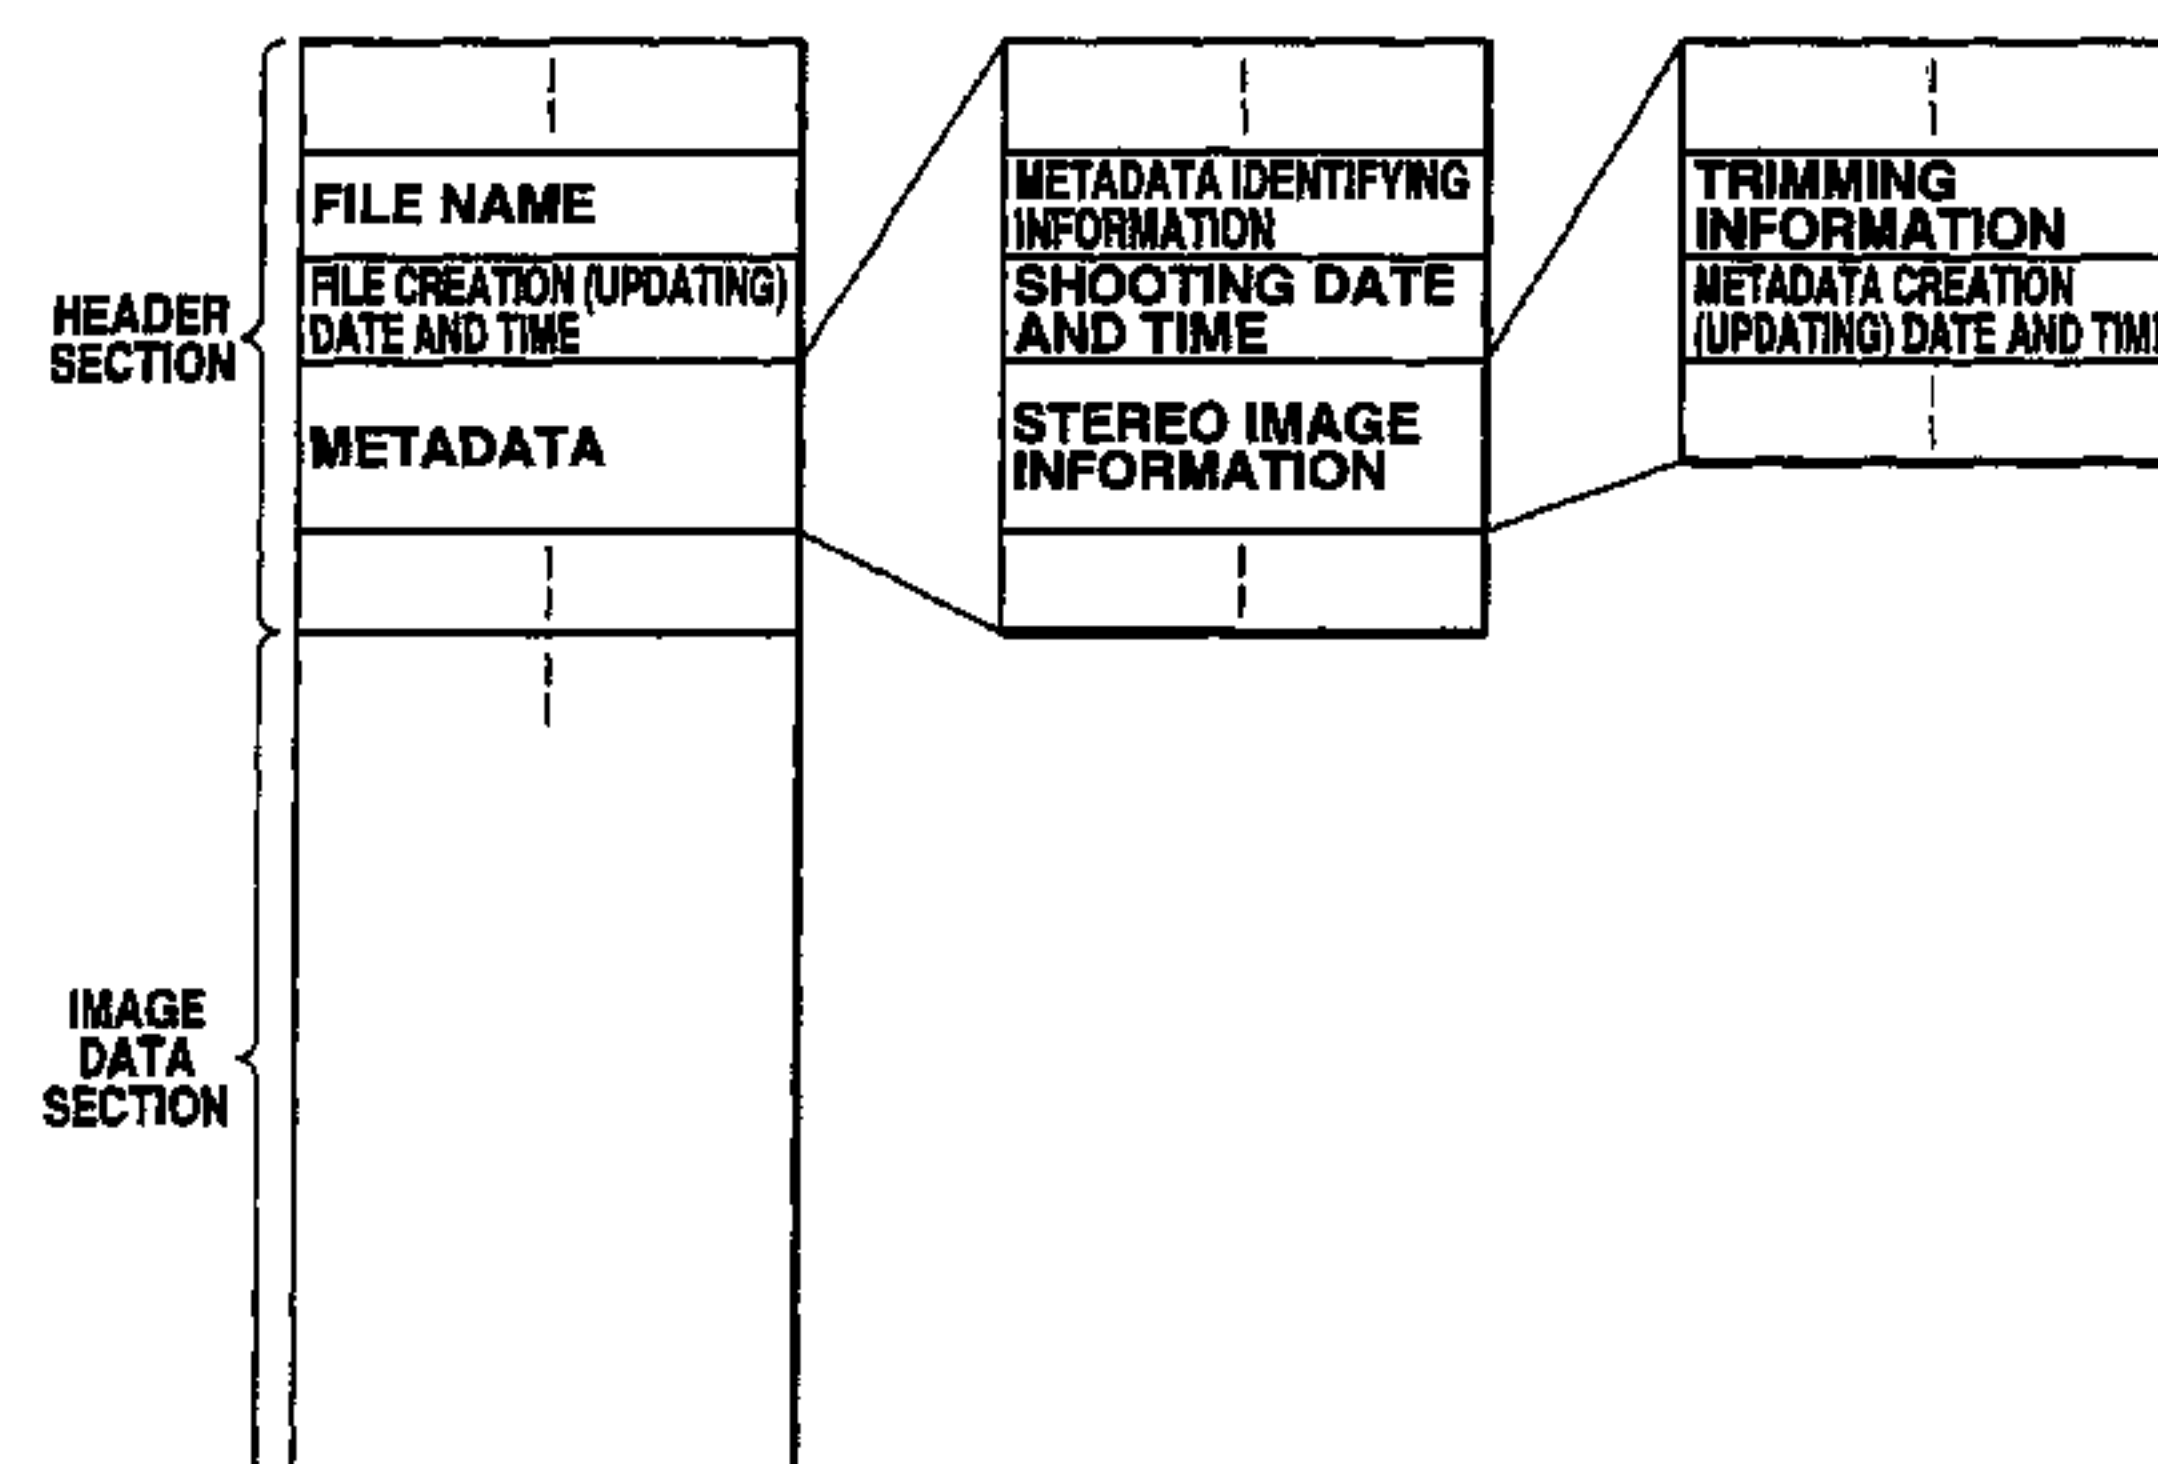 HEADER
SECTION
FILE NAME
FILE CREATION (UPDATING)
DATE AND TIME
METADATA
METADATA IDENTIFYING
INFORMATION
SHOOTING DATE
AND TIME
STEREO IMAGE
INFORMATION
TRIMMING
INFORMATION
METADATA CREATION
(UPDATING) DATE AND
IMAGE
DATA
SECTION